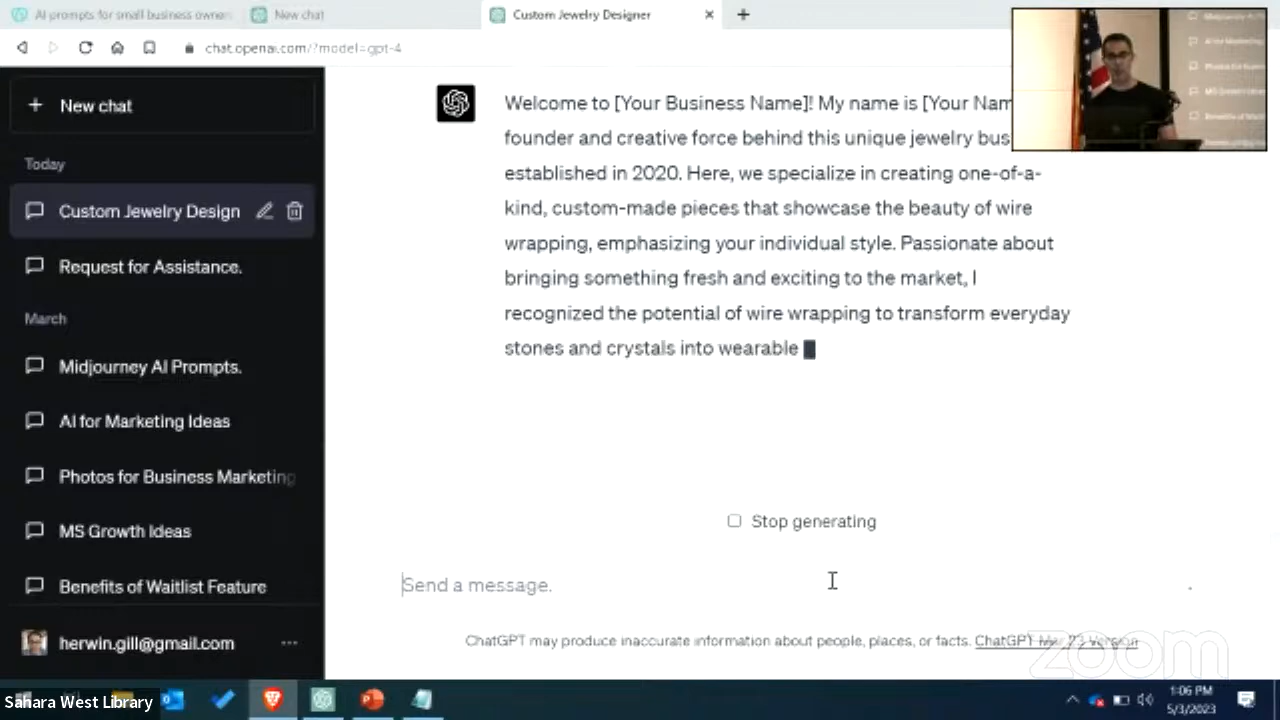 AI prompts for small business owner
New chat
Custom Jewelry Designer
chat.openai.com/?model=gpt-4
New chat
Today
Custom Jewelry Design
Request for Assistance.
March
Midjourney AI Prompts.
AI for Marketing Ideas
Photos for Business Marketing
MS Growth Ideas
Benefits of Waitlist Feature
herwin.gill@gmail.com
Welcome to [Your Business Name]! My name is [Your Nam
founder and creative force behind this unique jewelry bus
established in 2020. Here, we specialize in creating one-of-a-
kind, custom-made pieces that showcase the beauty of wire
wrapping, emphasizing your individual style. Passionate about
bringing something fresh and exciting to the market, I
recognized the potential of wire wrapping to transform everyday
stones and crystals into wearable
Stop generating
Send a message.
ChatGPT may produce inaccurate information about people, places, or facts. ChatGPT Mar 23 Version
zoom
Sahara West Library
1:06 PM
5/3/2023